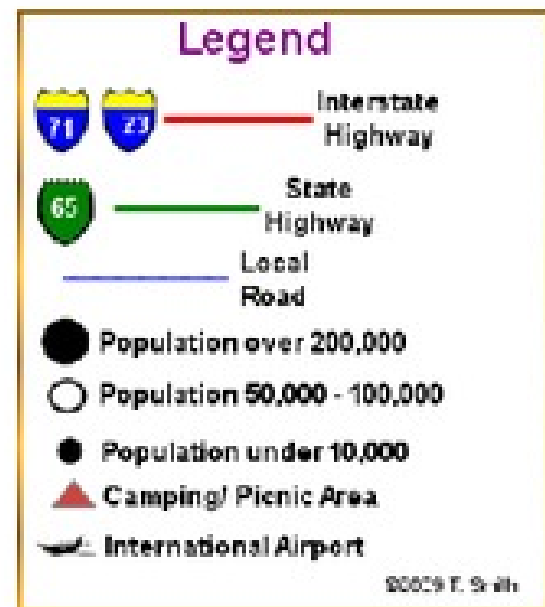 Legend
71 23 Interstate
Highway
65 State
Highway
Local
Road
Population over 200,000
Population 50,000 - 100,000
Population under 10,000
Camping/ Picnic Area
International Airport
T. Smith